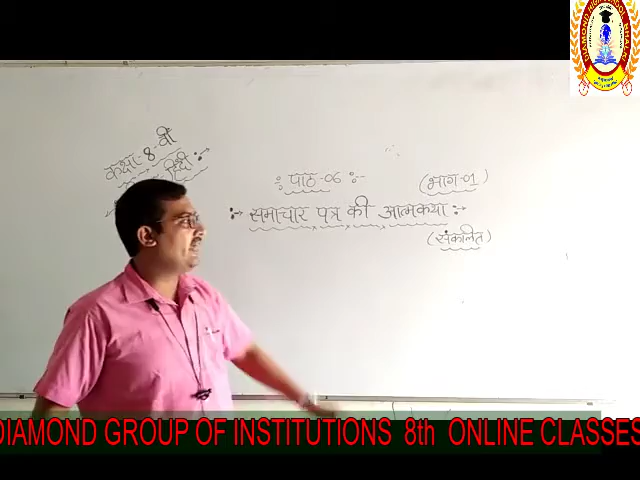 कक्षा-8-वी
हिंदी :→
: पाठ-06 :-
(भाग-01)
:→ समाचार पत्र की आत्मकथा :→
(संकलित)
DIAMOND GROUP OF INSTITUTIONS 8th ONLINE CLASSES